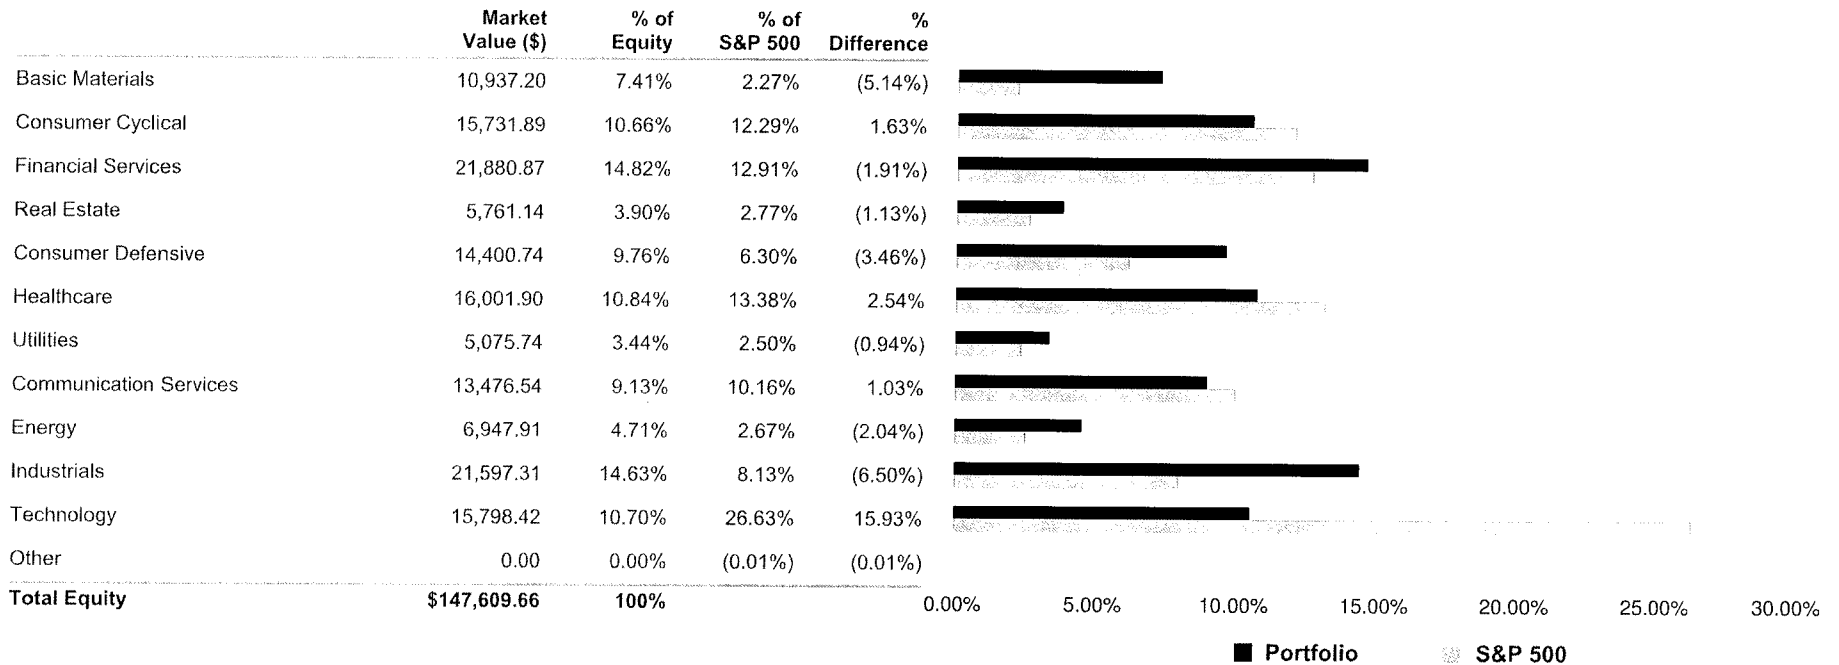 Market % of % of %
Value ($) Equity S&P 500 Difference
Basic Materials 10,937.20 7.41% 2.27% (5.14%)
Consumer Cyclical 15,731.89 10.66% 12.29% 1.63%
Financial Services 21,880.87 14.82% 12.91% (1.91%)
Real Estate 5,761.14 3.90% 2.77% (1.13%)
Consumer Defensive 14,400.74 9.76% 6.30% (3.46%)
Healthcare 16,001.90 10.84% 13.38% 2.54%
Utilities 5,075.74 3.44% 2.50% (0.94%)
Communication Services 13,476.54 9.13% 10.16% 1.03%
Energy 6,947.91 4.71% 2.67% (2.04%)
Industrials 21,597.31 14.63% 8.13% (6.50%)
Technology 15,798.42 10.70% 26.63% 15.93%
Other 0.00 0.00% (0.01%) (0.01%)
Total Equity $147,609.66 100% 0.00% 5.00% 10.00% 15.00% 20.00% 25.00% 30.00%
Portfolio S&P 500